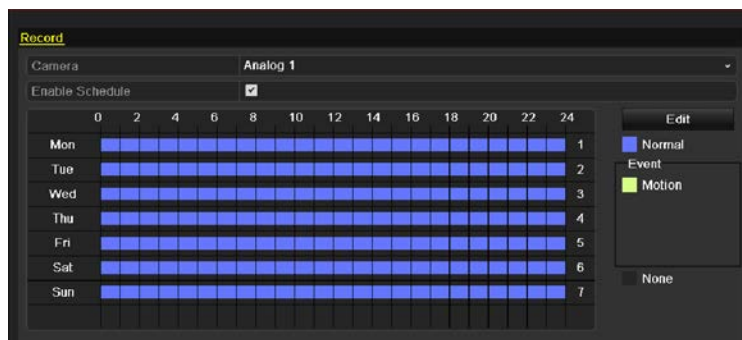 Record
Camera Analog 1
Enable Schedule
0 2 4 6 8 10 12 14 16 18 20 22 24
Edit
Mon 1
Normal
Tue 2
Event
Motion
Wed 3
Thu 4
Fri 5
Sat 6
None
Sun 7